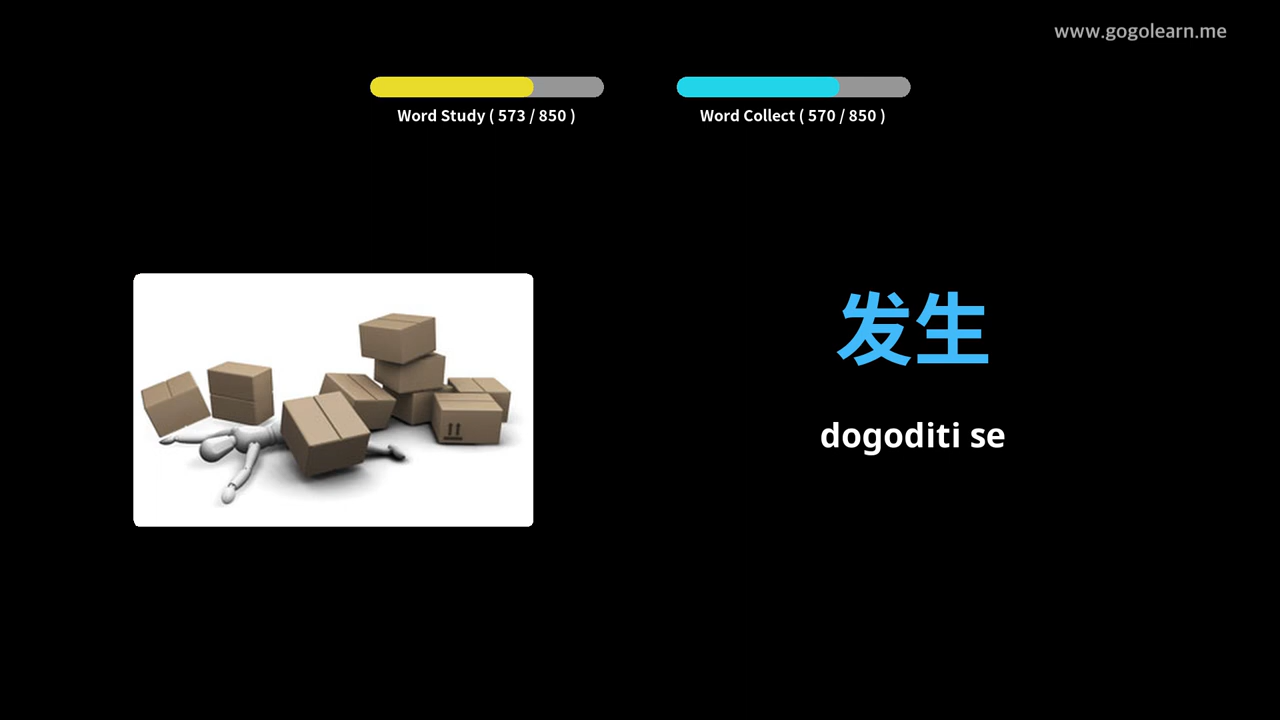 www.gogolearn.me
Word Study ( 573 / 850 )
Word Collect ( 570 / 850 )
发生
dogoditi se